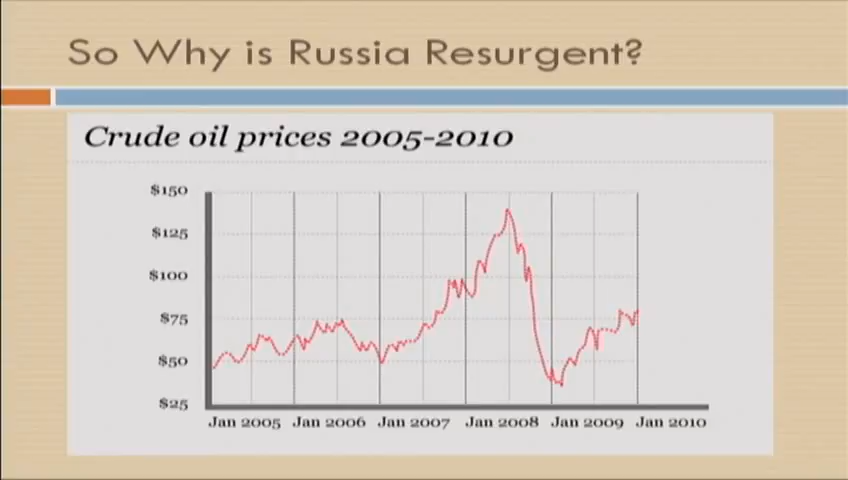 So Why is Russia Resurgent?
Crude oil prices 2005-2010
$150
$125
$100
$75
$50
$25
Jan 2005 Jan 2006 Jan 2007 Jan 2008 Jan 2009 Jan 2010